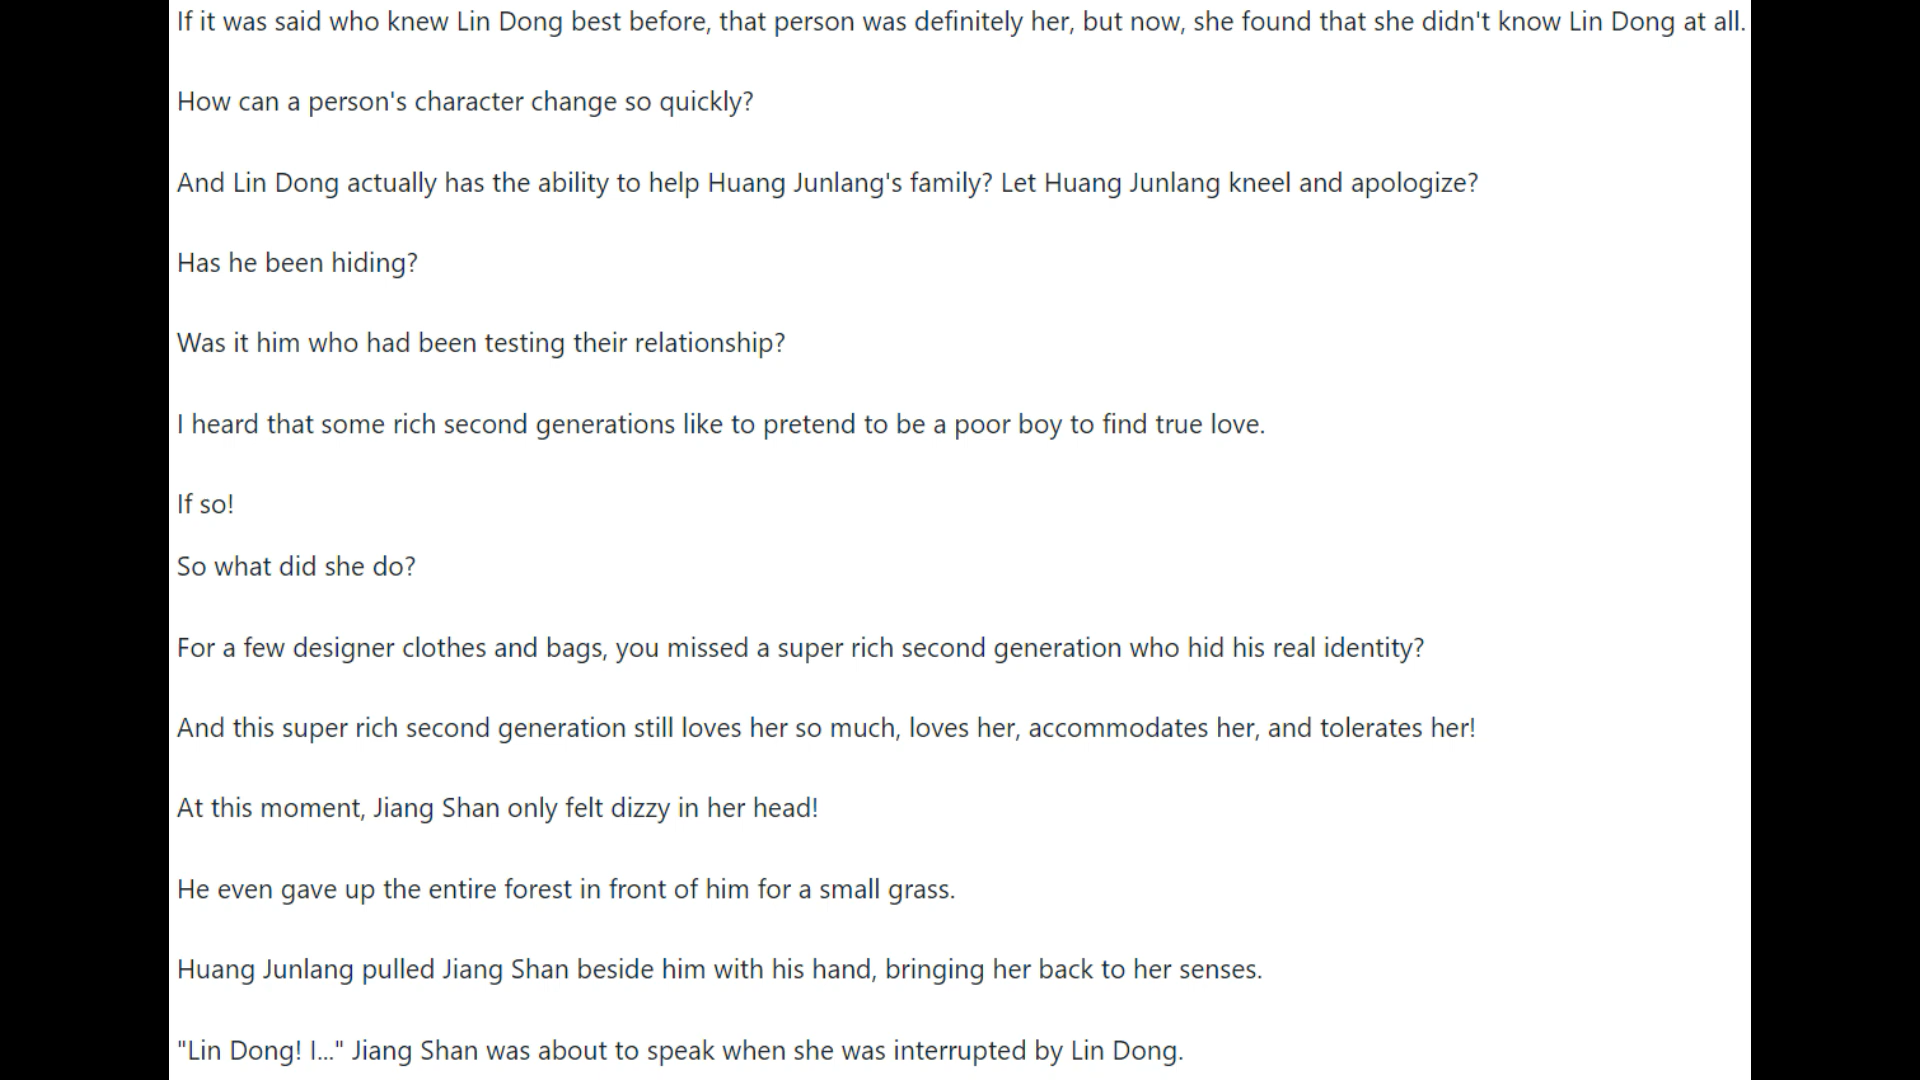 If it was said who knew Lin Dong best before, that person was definitely her, but now, she found that she didn't know Lin Dong at all.
How can a person's character change so quickly?
And Lin Dong actually has the ability to help Huang Junlang's family? Let Huang Junlang kneel and apologize?
Has he been hiding?
Was it him who had been testing their relationship?
I heard that some rich second generations like to pretend to be a poor boy to find true love.
If so!
So what did she do?
For a few designer clothes and bags, you missed a super rich second generation who hid his real identity?
And this super rich second generation still loves her so much, loves her, accommodates her, and tolerates her!
At this moment, Jiang Shan only felt dizzy in her head!
He even gave up the entire forest in front of him for a small grass.
Huang Junlang pulled Jiang Shan beside him with his hand, bringing her back to her senses.
"Lin Dong! I..." Jiang Shan was about to speak when she was interrupted by Lin Dong.